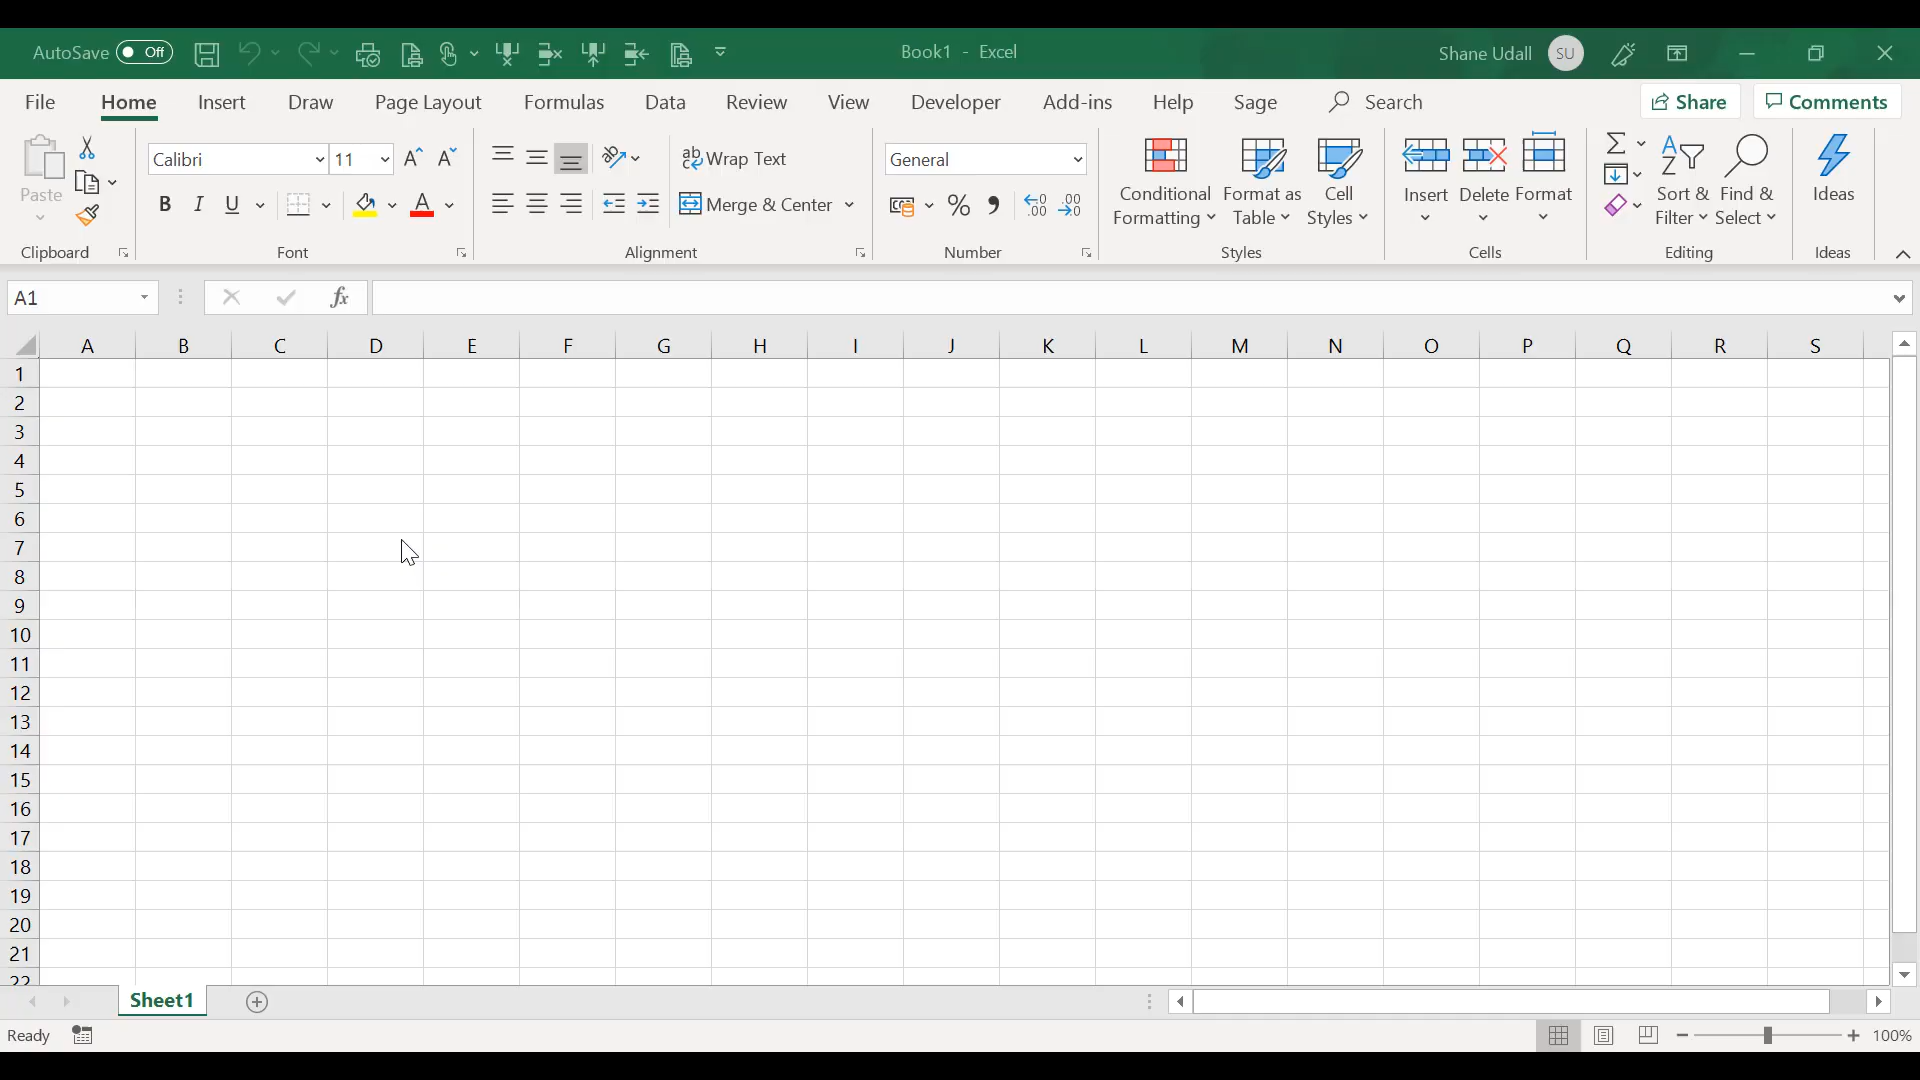 AutoSave Off Book1 - Excel Shane Udall SU
File Home Insert Draw Page Layout Formulas Data Review View Developer Add-ins Help Sage Search Share Comments
Paste
Clipboard
Calibri 11
B I U A
Font
ab Wrap Text
Merge & Center
Alignment
General
% , .00 .00
Number
Conditional Formatting
Format as Table
Cell Styles
Styles
Insert Delete Format
Cells
Sort & Filter
Find & Select
Editing
Ideas
Ideas
A1 fx
A B C D E F G H I J K L M N O P Q R S
1
2
3
4
5
6
7
8
9
10
11
12
13
14
15
16
17
18
19
20
21
22
Sheet1
Ready 100%